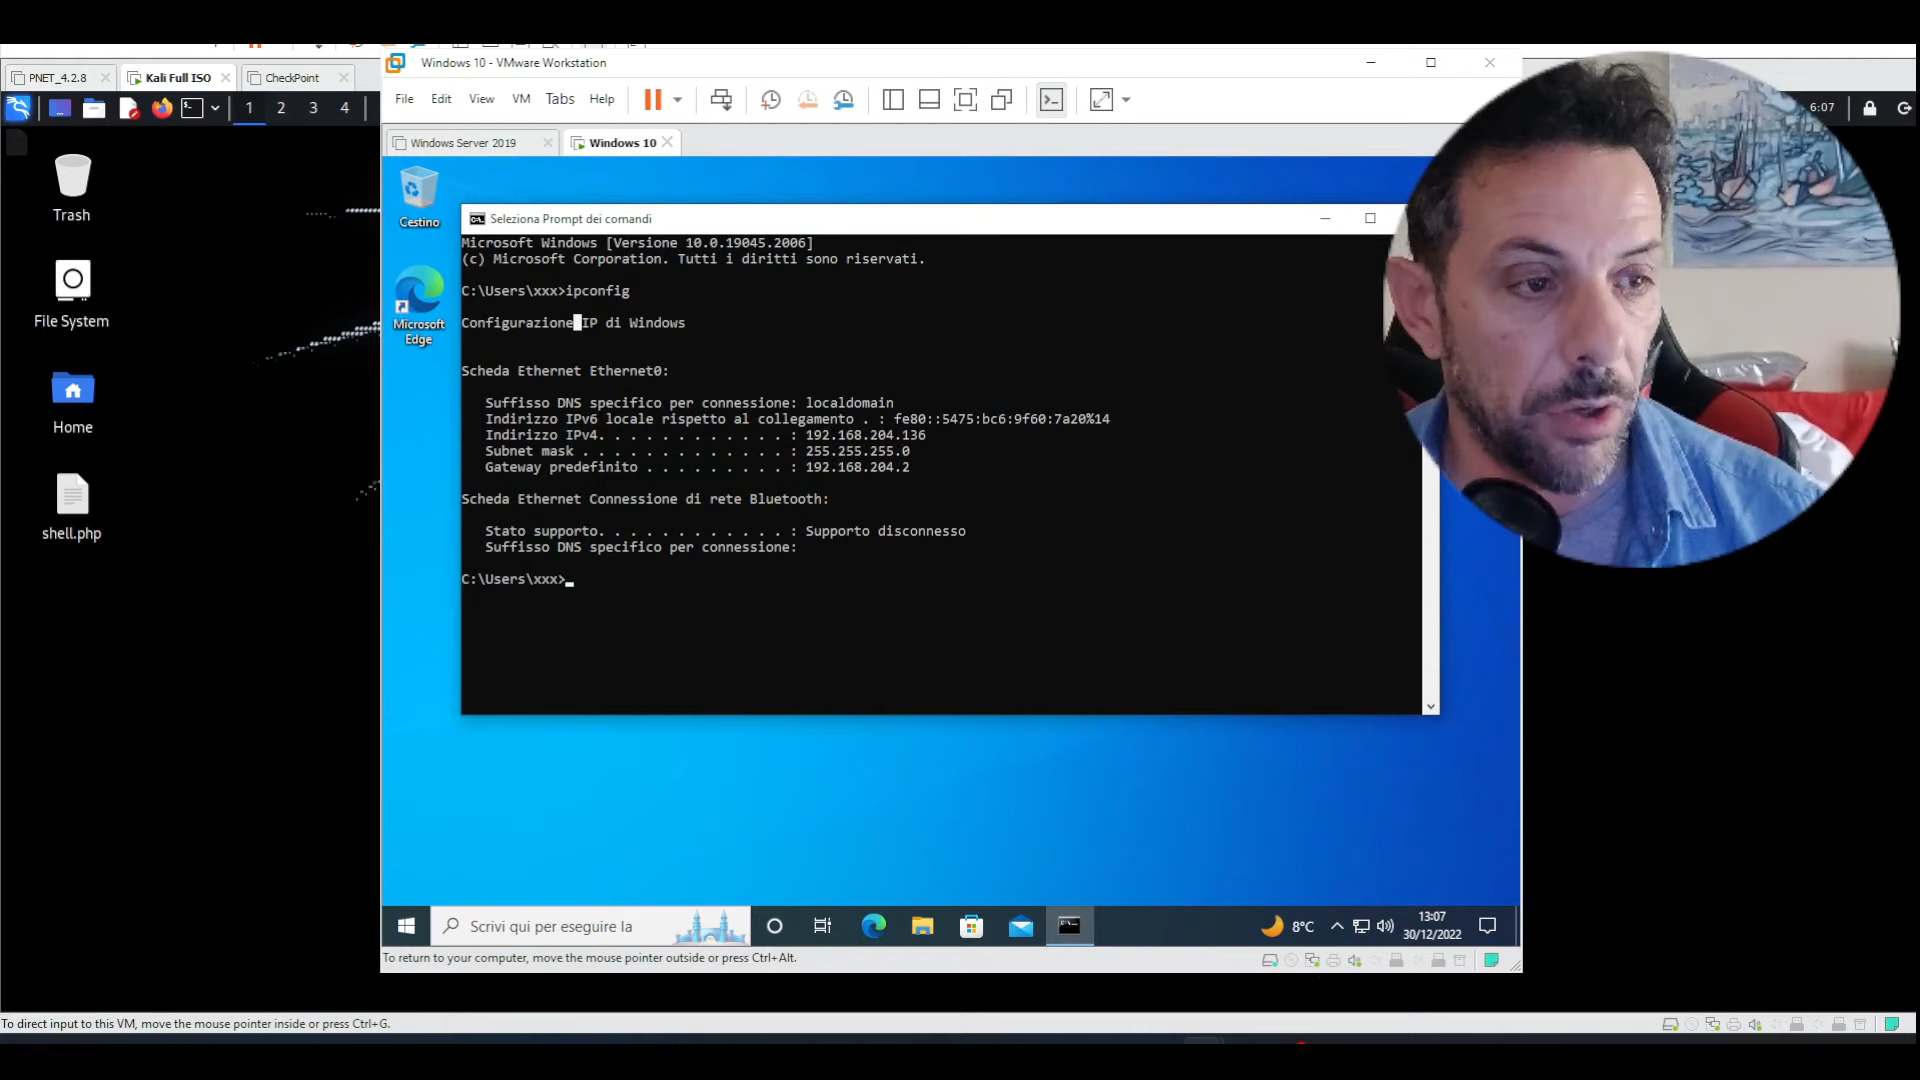 PNET_4.2.8
Kali Full ISO
CheckPoint
1 2 3 4
6:07
Trash
File System
Home
shell.php
Windows 10 - VMware Workstation
File Edit View VM Tabs Help
Windows Server 2019
Windows 10
Cestino
Microsoft
Edge
Seleziona Prompt dei comandi
Microsoft Windows [Versione 10.0.19045.2006]
(c) Microsoft Corporation. Tutti i diritti sono riservati.
C:\Users\xxx>ipconfig
Configurazione IP di Windows
Scheda Ethernet Ethernet0:
Suffisso DNS specifico per connessione: localdomain
Indirizzo IPv6 locale rispetto al collegamento . : fe80::5475:bc6:9f60:7a20%14
Indirizzo IPv4. . . . . . . . . . . . : 192.168.204.136
Subnet mask . . . . . . . . . . . . . : 255.255.255.0
Gateway predefinito . . . . . . . . . : 192.168.204.2
Scheda Ethernet Connessione di rete Bluetooth:
Stato supporto. . . . . . . . . . . . : Supporto disconnesso
Suffisso DNS specifico per connessione:
C:\Users\xxx>_
Scrivi qui per eseguire la
8°C
13:07
30/12/2022
To return to your computer, move the mouse pointer outside or press Ctrl+Alt.
To direct input to this VM, move the mouse pointer inside or press Ctrl+G.